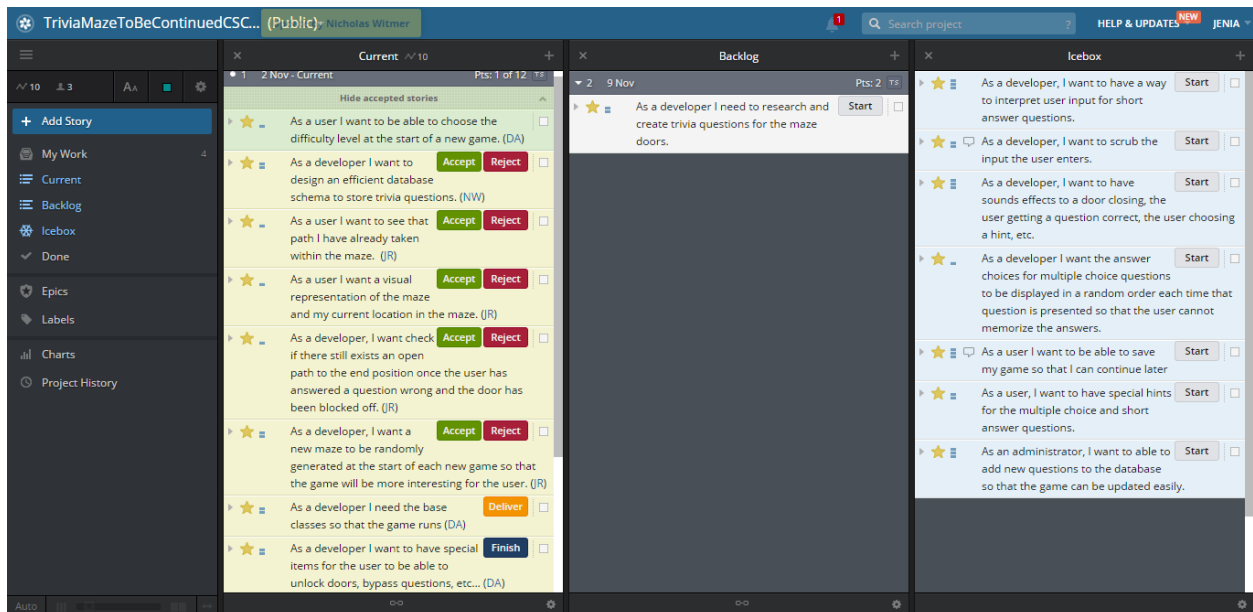 TriviaMazeToBeContinuedCSC... (Public) Nicholas Witmer
1
Search project
?
HELP & UPDATES
NEW
JENIA
10
3
AA
+ Add Story
My Work 4
Current
Backlog
Icebox
Done
Epics
Labels
Charts
Project History
Auto
Current 10
1 2 Nov - Current Pts: 1 of 12 TS
Hide accepted stories
As a user I want to be able to choose the
difficulty level at the start of a new game. (DA)
As a developer I want to Accept Reject
design an efficient database
schema to store trivia questions. (NW)
As a user I want to see that Accept Reject
path I have already taken
within the maze. (JR)
As a user I want a visual Accept Reject
representation of the maze
and my current location in the maze. (JR)
As a developer, I want check Accept Reject
if there still exists an open
path to the end position once the user has
answered a question wrong and the door has
been blocked off. (JR)
As a developer, I want a Accept Reject
new maze to be randomly
generated at the start of each new game so that
the game will be more interesting for the user. (JR)
As a developer I need the base Deliver
classes so that the game runs (DA)
As a developer I want to have special Finish
items for the user to be able to
unlock doors, bypass questions, etc... (DA)
Backlog
2 9 Nov Pts: 2 TS
As a developer I need to research and Start
create trivia questions for the maze
doors.
Icebox
As a developer, I want to have a way Start
to interpret user input for short
answer questions.
As a developer, I want to scrub the Start
input the user enters.
As a developer, I want to have Start
sounds effects to a door closing, the
user getting a question correct, the user choosing
a hint, etc.
As a developer I want the answer Start
choices for multiple choice questions
to be displayed in a random order each time that
question is presented so that the user cannot
memorize the answers.
As a user I want to be able to save Start
my game so that I can continue later
As a user, I want to have special hints Start
for the multiple choice and short
answer questions.
As an administrator, I want to able to Start
add new questions to the database
so that the game can be updated easily.